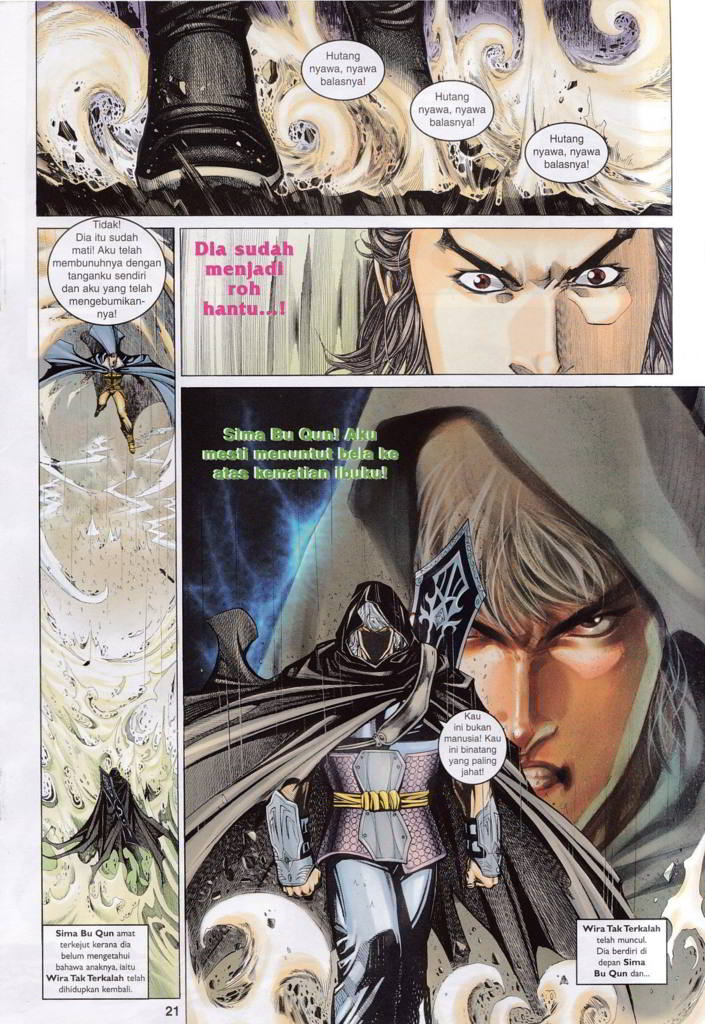 Hutang
nyawa, nyawa
balasnya!
Hutang
nyawa, nyawa
balasnya!
Hutang
nyawa, nyawa
balasnya!
Tidak!
Dia itu sudah
mati! Aku telah
membunuhnya dengan
tanganku sendiri
dan aku yang telah
mengebumikan-
nya!
Dia sudah
menjadi
roh
hantu...!
Sima Bu Qun! Aku
mesti menuntut bela ke
atas kematian ibuku!
Kau
ini bukan
manusia! Kau
ini binatang
yang paling
jahat!
Sima Bu Qun amat
terkejut kerana dia
belum mengetahui
bahawa anaknya, iaitu
Wira Tak Terkalah telah
dihidupkan kembali.
Wira Tak Terkalah
telah muncul.
Dia berdiri di
depan Sima
Bu Qun dan...
21